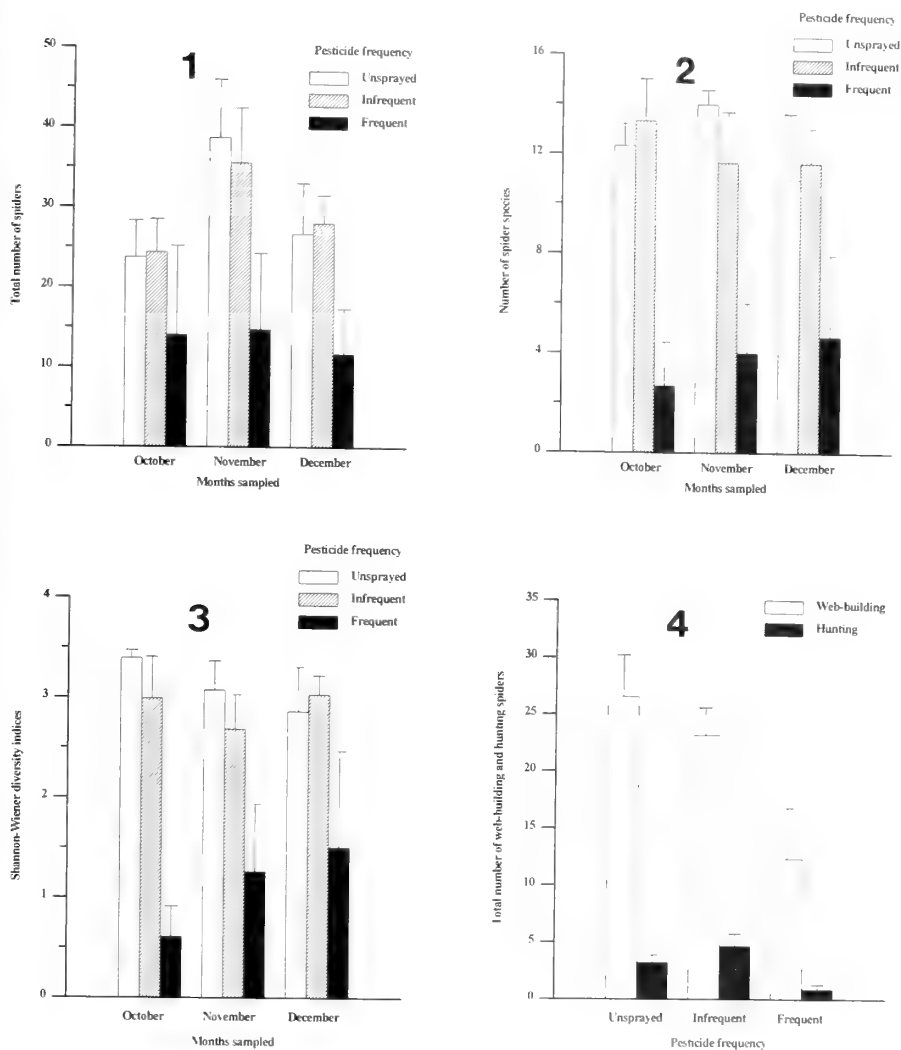 1
Pesticide frequency
Unsprayed
Infrequent
Frequent
Total number of spiders
50
40
30
20
10
0
October November December
Months sampled
2
Pesticide frequency
Unsprayed
Infrequent
Frequent
Number of spider species
16
12
8
4
0
October November December
Months sampled
3
Pesticide frequency
Unsprayed
Infrequent
Frequent
Shannon-Wiener diversity indices
4
3
2
1
0
October November December
Months sampled
4
Web-building
Hunting
Total number of web-building and hunting spiders
35
30
25
20
15
10
5
0
Unsprayed Infrequent Frequent
Pesticide frequency